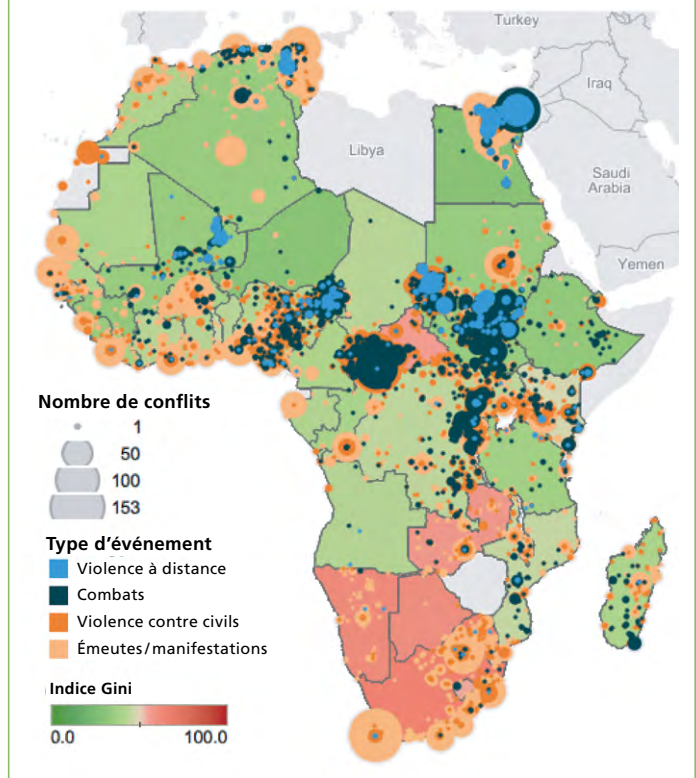 Turkey
Iraq
Libya
Saudi
Arabia
Yemen
Nombre de conflits
1
50
100
153
Type d'événement
Violence à distance
Combats
Violence contre civils
Émeutes/manifestations
Indice Gini
0.0
100.0